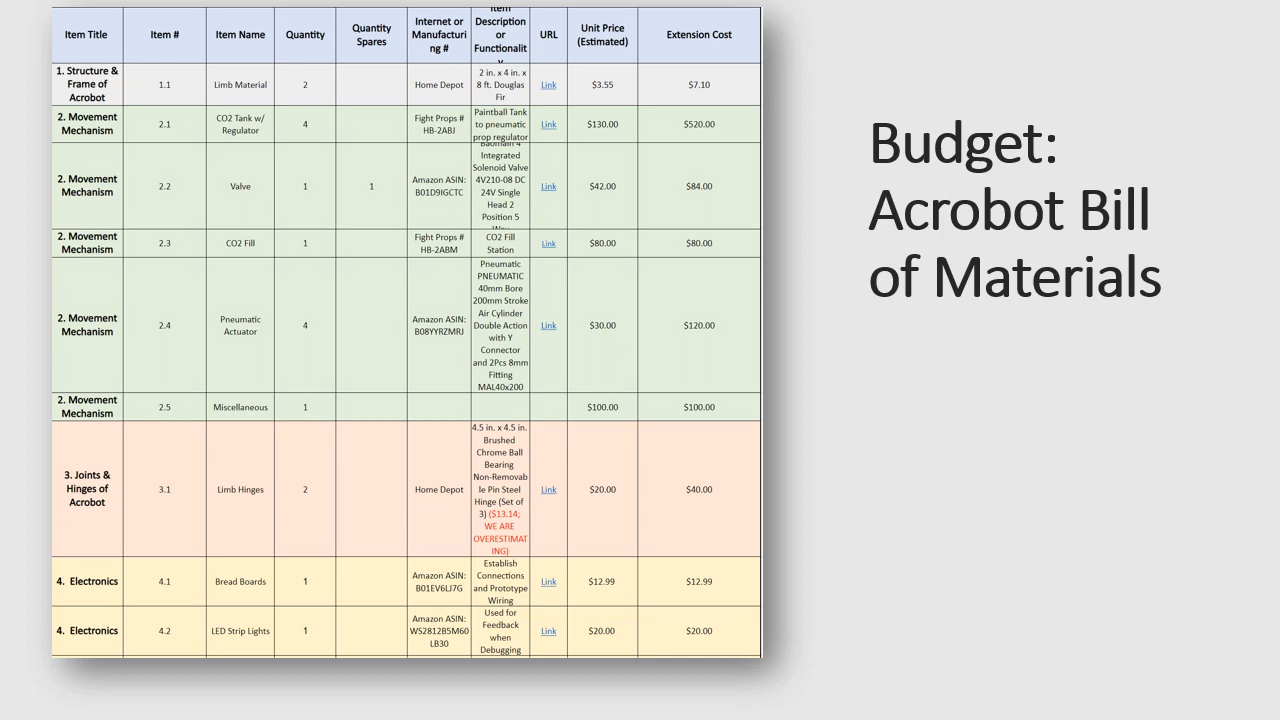 Item Title Item # Item Name Quantity Quantity Spares Internet or Manufacturing # Item Description or Functionality URL Unit Price (Estimated) Extension Cost
1. Structure & Frame of Acrobot 1.1 Limb Material 2 Home Depot 2 in. x 4 in. x 8 ft. Douglas Fir Link $3.55 $7.10
2. Movement Mechanism 2.1 CO2 Tank w/ Regulator 4 Fight Props # HB-2ABJ Paintball Tank to pneumatic prop regulator Link $130.00 $520.00
2. Movement Mechanism 2.2 Valve 1 1 Amazon ASIN: B01D9IGCTC Baomain 4 Integrated Solenoid Valve 4V210-08 DC 24V Single Head 2 Position 5 Way Link $42.00 $84.00
2. Movement Mechanism 2.3 CO2 Fill 1 Fight Props # HB-2ABM CO2 Fill Station Link $80.00 $80.00
2. Movement Mechanism 2.4 Pneumatic Actuator 4 Amazon ASIN: B08YYRZMRJ Pneumatic PNEUMATIC 40mm Bore 200mm Stroke Air Cylinder Double Action with Y Connector and 2Pcs 8mm Fitting MAL40x200 Link $30.00 $120.00
2. Movement Mechanism 2.5 Miscellaneous 1 $100.00 $100.00
3. Joints & Hinges of Acrobot 3.1 Limb Hinges 2 Home Depot 4.5 in. x 4.5 in. Brushed Chrome Ball Bearing Non-Removable Pin Steel Hinge (Set of 3) ($13.14; WE ARE OVERESTIMATING) Link $20.00 $40.00
4. Electronics 4.1 Bread Boards 1 Amazon ASIN: B01EV6LJ7G Establish Connections and Prototype Wiring Link $12.99 $12.99
4. Electronics 4.2 LED Strip Lights 1 Amazon ASIN: WS2812B5M60LB30 Used for Feedback when Debugging Link $20.00 $20.00
Budget:
Acrobot Bill
of Materials